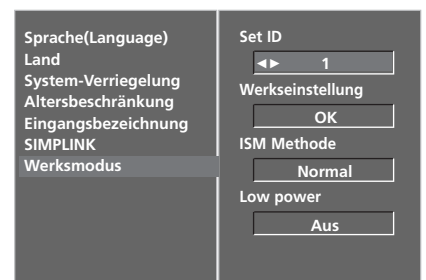 Sprache(Language)
Land
System-Verriegelung
Altersbeschränkung
Eingangsbezeichnung
SIMPLINK
Werksmodus
Set ID
◄► 1
Werkseinstellung
OK
ISM Methode
Normal
Low power
Aus